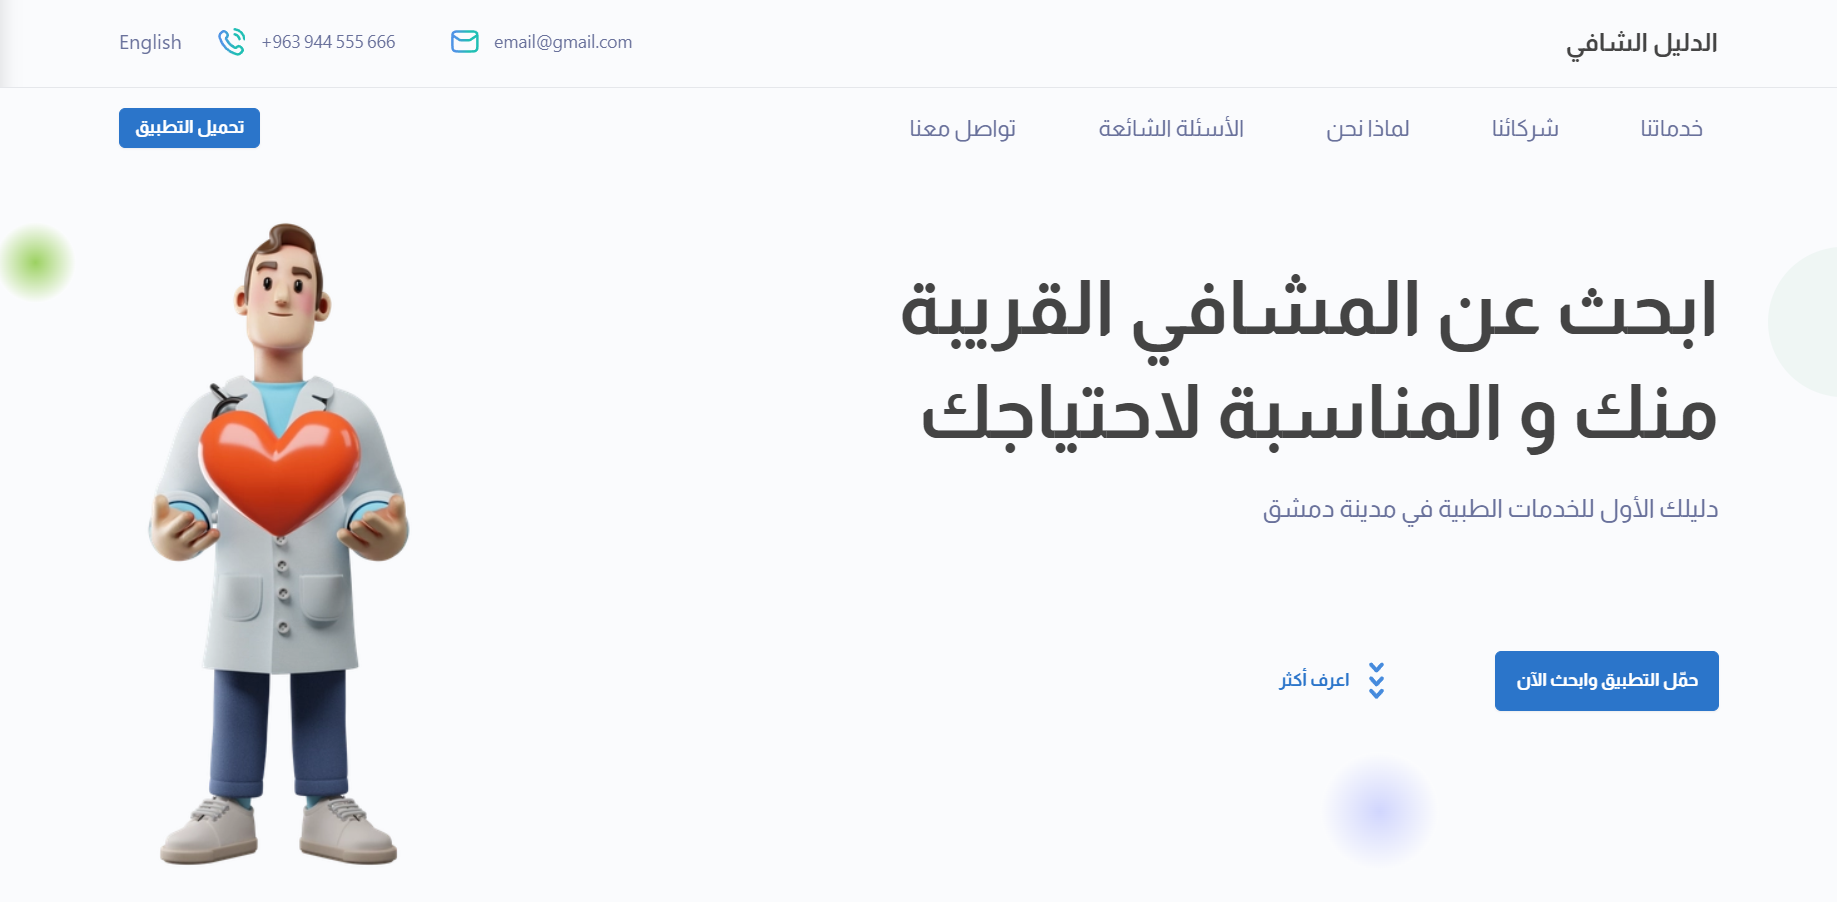 الدليل الشافي
email@gmail.com
+963 944 555 666
English
خدماتنا
شركائنا
لماذا نحن
الأسئلة الشائعة
تواصل معنا
تحميل التطبيق
ابحث عن المشافي القريبة
منك و المناسبة لاحتياجك
دليلك الأول للخدمات الطبية في مدينة دمشق
حمّل التطبيق وابحث الآن
اعرف أكثر